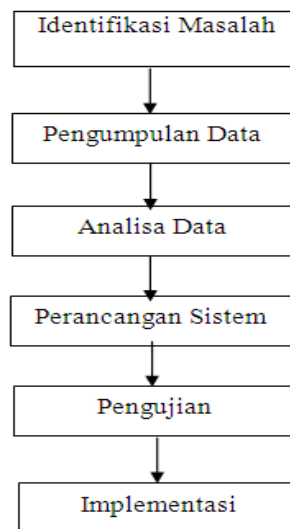 Identifikasi Masalah
Pengumpulan Data
Analisa Data
Perancangan Sistem
Pengujian
Implementasi